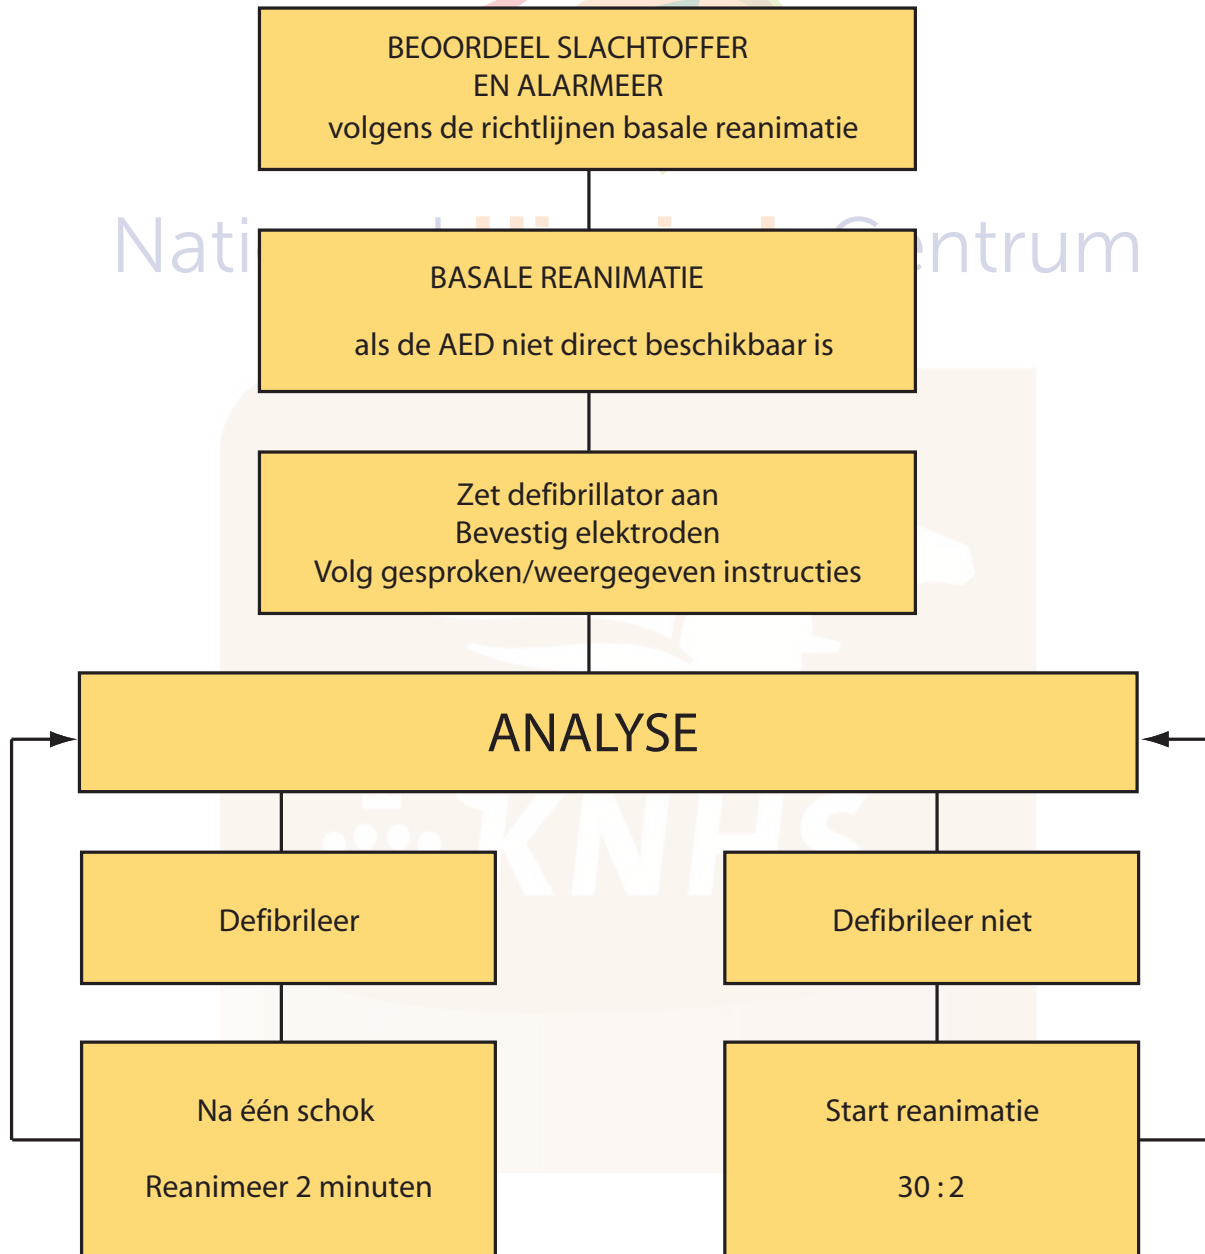 BEOORDEEL SLACHTOFFER
EN ALARMEER
volgens de richtlijnen basale reanimatie
Centrum
BASALE REANIMATIE
als de AED niet direct beschikbaar is
Zet defibrillator aan
Bevestig elektroden
Volg gesproken/weergegeven instructies
ANALYSE
KNHS
Defibrileer
Defibrileer niet
Na één schok
Reanimeer 2 minuten
Start reanimatie
30 : 2